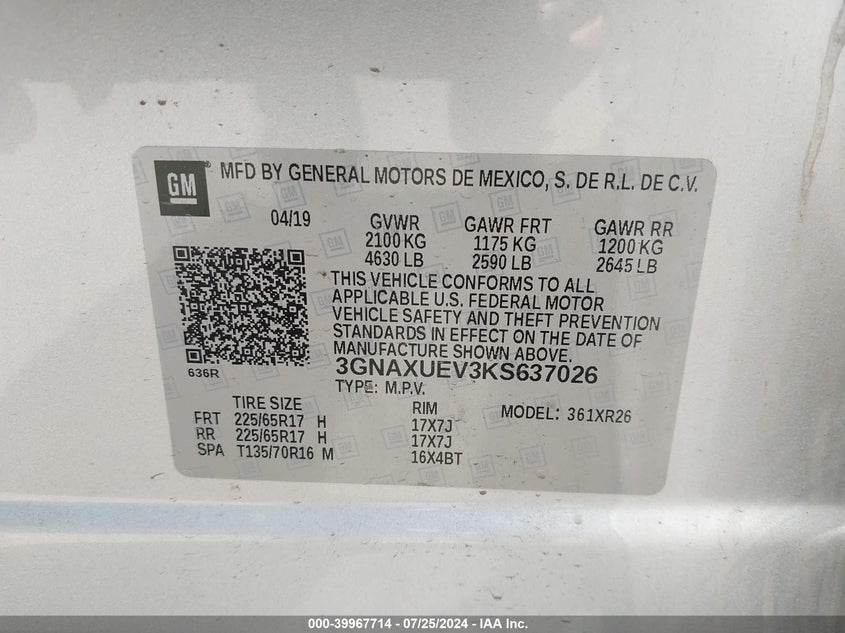 GM
MFD BY GENERAL MOTORS DE MEXICO, S. DE R.L. DE C.V.
04/19 GVWR GAWR FRT GAWR RR
2100 KG 1175 KG 1200 KG
4630 LB 2590 LB 2645 LB
THIS VEHICLE CONFORMS TO ALL
APPLICABLE U.S. FEDERAL MOTOR
VEHICLE SAFETY AND THEFT PREVENTION
STANDARDS IN EFFECT ON THE DATE OF
MANUFACTURE SHOWN ABOVE.
636R
3GNAXUEV3KS637026
TYPE: M.P.V.
TIRE SIZE RIM MODEL: 361XR26
FRT 225/65R17 H 17X7J
RR 225/65R17 H 17X7J
SPA T135/70R16 M 16X4BT
000-39967714 - 07/25/2024 - IAA Inc.